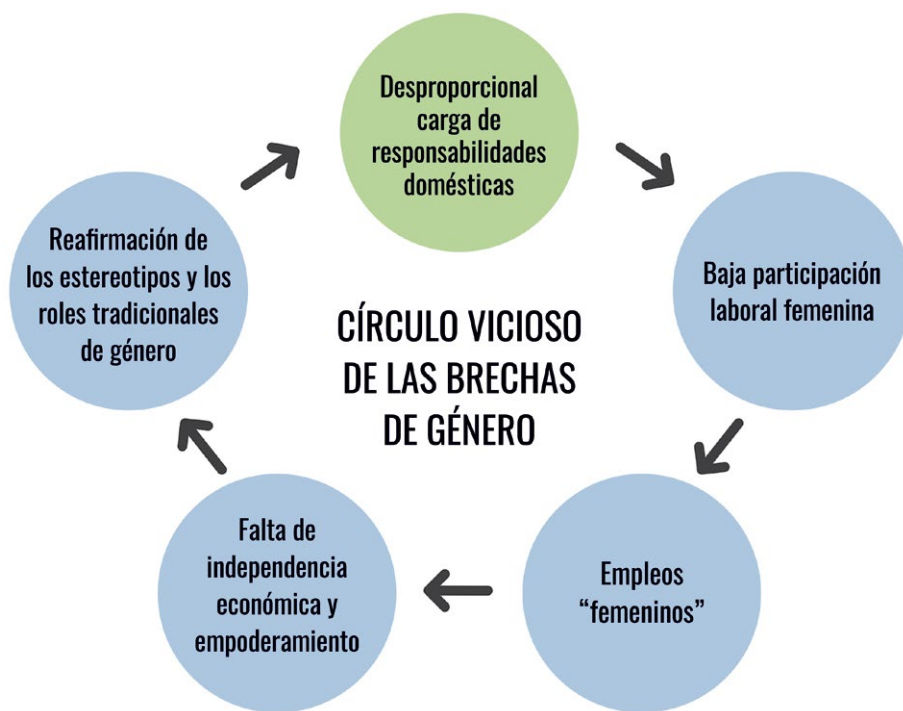 Desproporcional
carga de
responsabilidades
domésticas
Baja participación
laboral femenina
Empleos
“femeninos”
Falta de
independencia
económica y
empoderamiento
Reafirmación de
los estereotipos y los
roles tradicionales
de género
CÍRCULO VICIOSO
DE LAS BRECHAS
DE GÉNERO